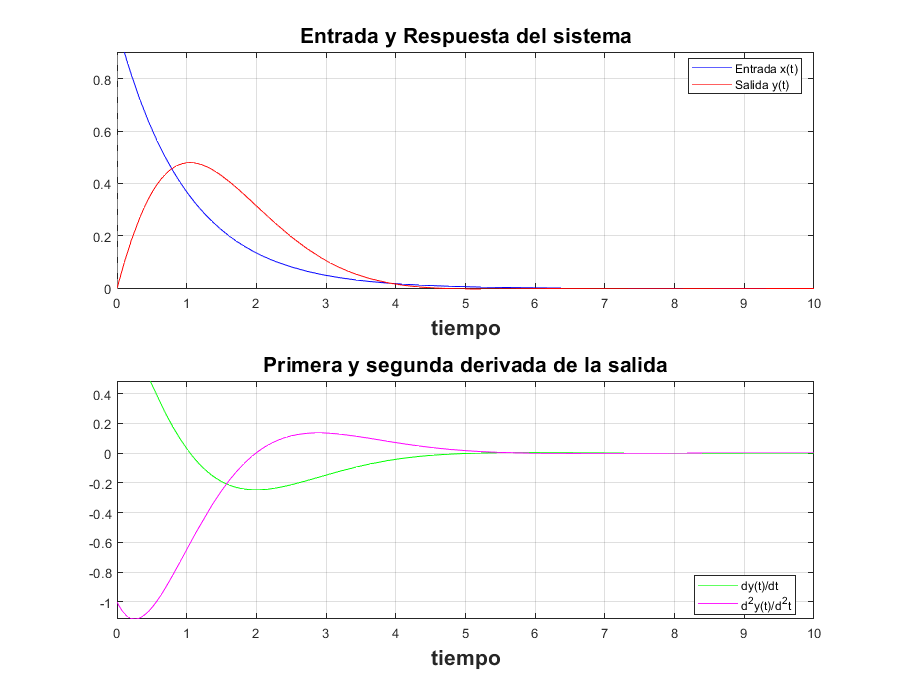 Entrada y Respuesta del sistema
0.8
0.6
0.4
0.2
0
Entrada x(t)
Salida y(t)
0 1 2 3 4 5 6 7 8 9 10
tiempo
Primera y segunda derivada de la salida
0.4
0.2
0
-0.2
-0.4
-0.6
-0.8
-1
dy(t)/dt
d²y(t)/d²t
0 1 2 3 4 5 6 7 8 9 10
tiempo